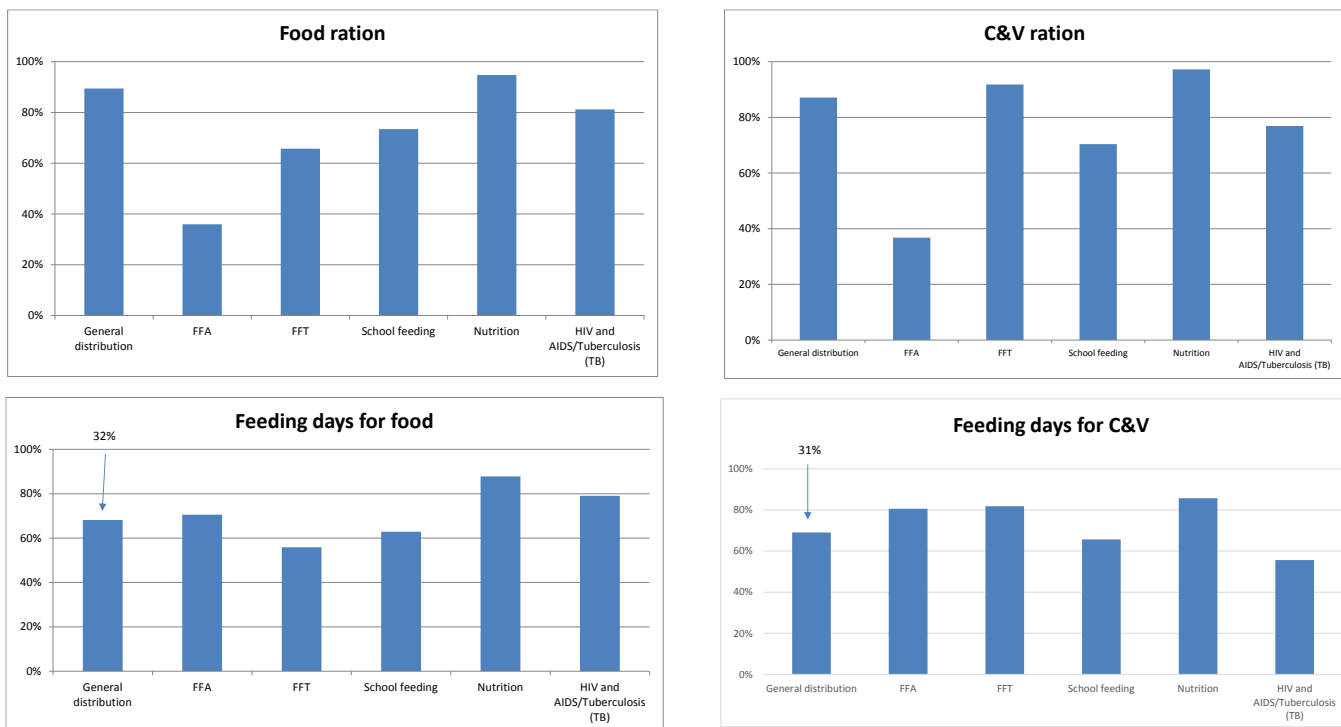 Food ration
100%
80%
60%
40%
20%
0%
General
distribution
FFA
FFT
School feeding
Nutrition
HIV and
AIDS/Tuberculosis
(TB)
C&V ration
100%
80%
60%
40%
20%
0%
General distribution
FFA
FFT
School feeding
Nutrition
HIV and
AIDS/Tuberculosis (TB)
Feeding days for food
32%
100%
80%
60%
40%
20%
0%
General
distribution
FFA
FFT
School feeding
Nutrition
HIV and
AIDS/Tuberculosis
(TB)
Feeding days for C&V
31%
100%
80%
60%
40%
20%
0%
General distribution
FFA
FFT
School feeding
Nutrition
HIV and
AIDS/Tuberculosis
(TB)